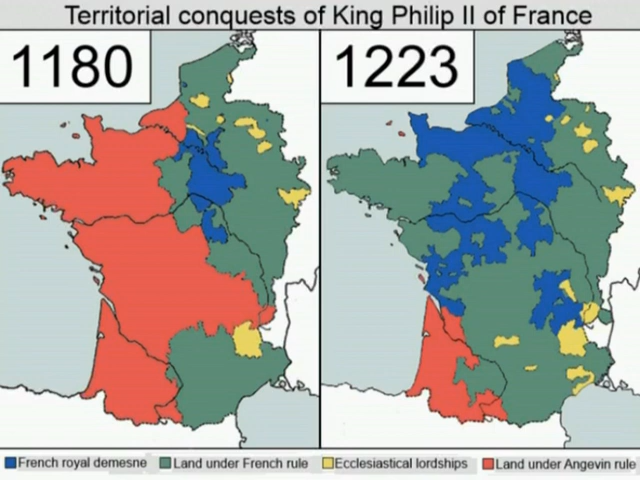 Territorial conquests of King Philip II of France
1180
1223
French royal demesne
Land under French rule
Ecclesiastical lordships
Land under Angevin rule